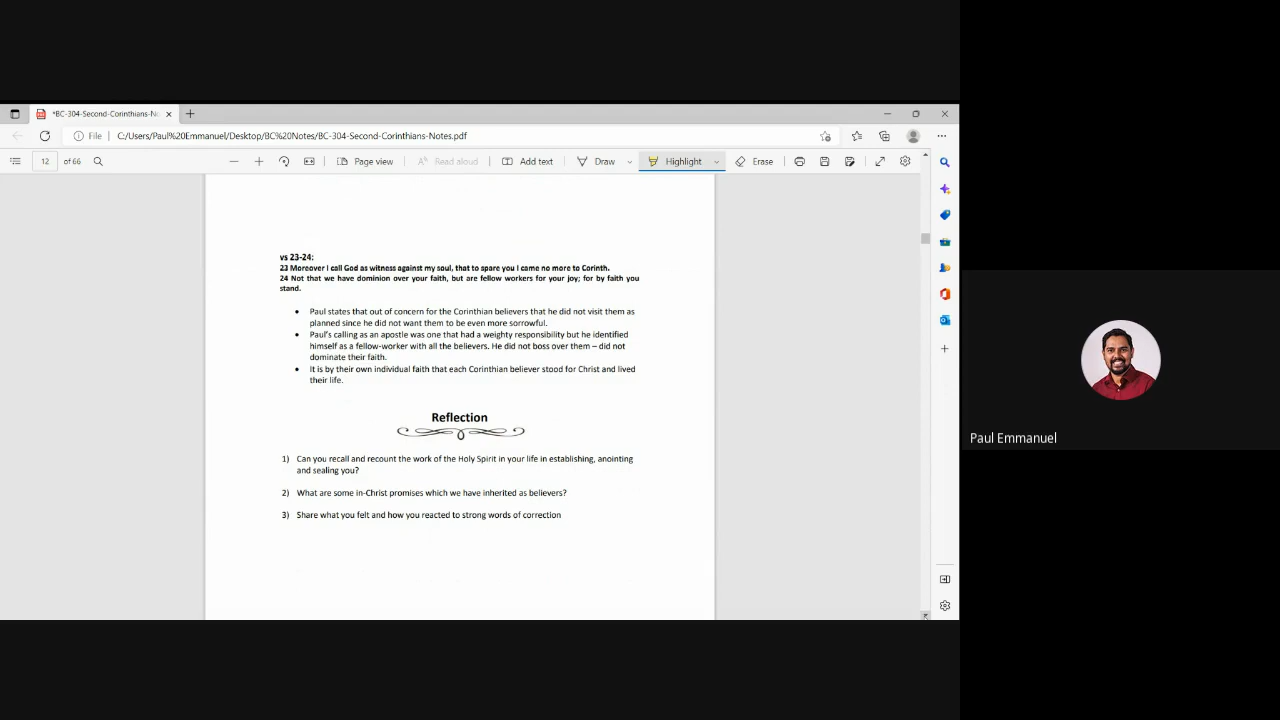 *BC-304-Second-Corinthians-No
File
C:/Users/Paul%20Emmanuel/Desktop/BC%20Notes/BC-304-Second-Corinthians-Notes.pdf
12 of 66
Page view
Read aloud
Add text
Draw
Highlight
Erase
vs 23-24:
23 Moreover I call God as witness against my soul, that to spare you I came no more to Corinth.
24 Not that we have dominion over your faith, but are fellow workers for your joy; for by faith you
stand.
• Paul states that out of concern for the Corinthian believers that he did not visit them as
planned since he did not want them to be even more sorrowful.
• Paul's calling as an apostle was one that had a weighty responsibility but he identified
himself as a fellow-worker with all the believers. He did not boss over them – did not
dominate their faith.
• It is by their own individual faith that each Corinthian believer stood for Christ and lived
their life.
Reflection
1) Can you recall and recount the work of the Holy Spirit in your life in establishing, anointing
and sealing you?
2) What are some in-Christ promises which we have inherited as believers?
3) Share what you felt and how you reacted to strong words of correction
Paul Emmanuel